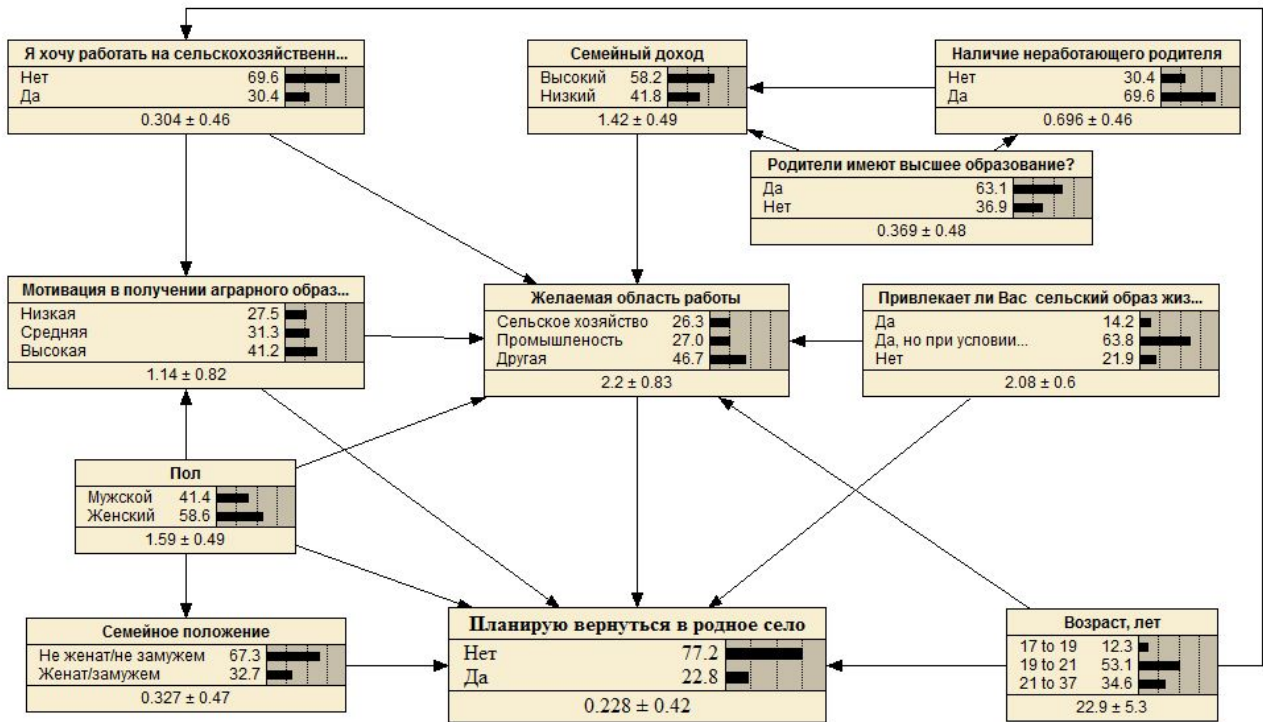 Я хочу работать на сельскохозяйственн...
Нет 69.6
Да 30.4
0.304 ± 0.46
Семейный доход
Высокий 58.2
Низкий 41.8
1.42 ± 0.49
Наличие неработающего родителя
Нет 30.4
Да 69.6
0.696 ± 0.46
Родители имеют высшее образование?
Да 63.1
Нет 36.9
0.369 ± 0.48
Мотивация в получении аграрного образ...
Низкая 27.5
Средняя 31.3
Высокая 41.2
1.14 ± 0.82
Желаемая область работы
Сельское хозяйство 26.3
Промышленость 27.0
Другая 46.7
2.2 ± 0.83
Привлекает ли Вас сельский образ жиз...
Да 14.2
Да, но при условии... 63.8
Нет 21.9
2.08 ± 0.6
Пол
Мужской 41.4
Женский 58.6
1.59 ± 0.49
Семейное положение
Не женат/не замужем 67.3
Женат/замужем 32.7
0.327 ± 0.47
Планирую вернуться в родное село
Нет 77.2
Да 22.8
0.228 ± 0.42
Возраст, лет
17 to 19 12.3
19 to 21 53.1
21 to 37 34.6
22.9 ± 5.3